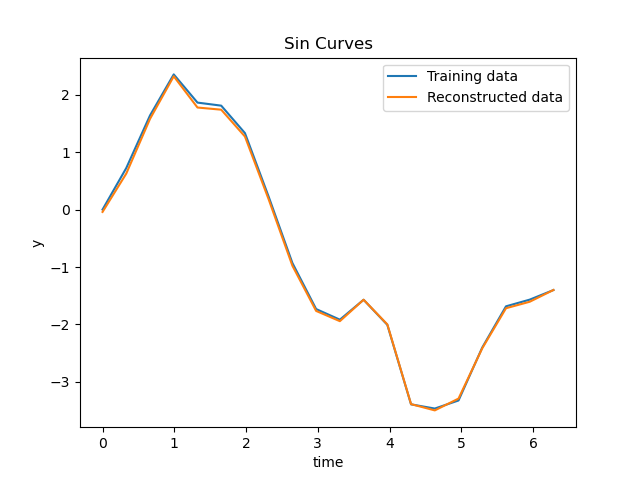 Sin Curves
Training data
Reconstructed data
2
1
0
−1
−2
−3
y
0 1 2 3 4 5 6
time